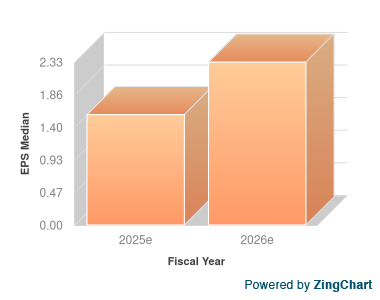 2.33
1.86
1.40
0.93
0.47
0.00
EPS Median
2025e
2026e
Fiscal Year
Powered by ZingChart